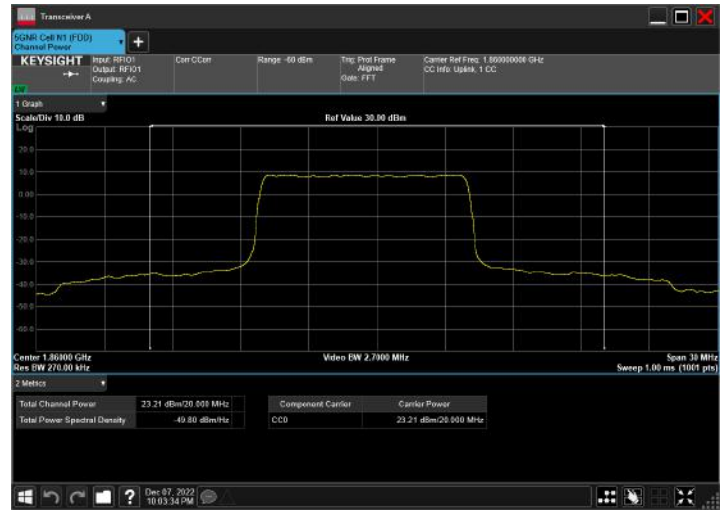 Transceiver A
5GNR Cell N1 (FDD)
Channel Power
KEYSIGHT
Input: RFIO1
Output: RFIO1
Coupling: AC
Corr CCorr
Range: -60 dBm
Trig: Prot Frame
Aligned
Gate: FFT
Carrier Ref Freq: 1.860000000 GHz
CC Info: Uplink, 1 CC
1 Graph
Scale/Div 10.0 dB
Ref Value 30.00 dBm
Log
20.0
10.0
0.00
-10.0
-20.0
-30.0
-40.0
-50.0
-60.0
Center 1.86000 GHz
Video BW 2.7000 MHz
Span 30 MHz
Res BW 270.00 kHz
Sweep 1.00 ms (1001 pts)
2 Metrics
Total Channel Power 23.21 dBm/20.000 MHz
Total Power Spectral Density -49.80 dBm/Hz
Component Carrier Carrier Power
CC0 23.21 dBm/20.000 MHz
? Dec 07, 2022
10:03:34 PM